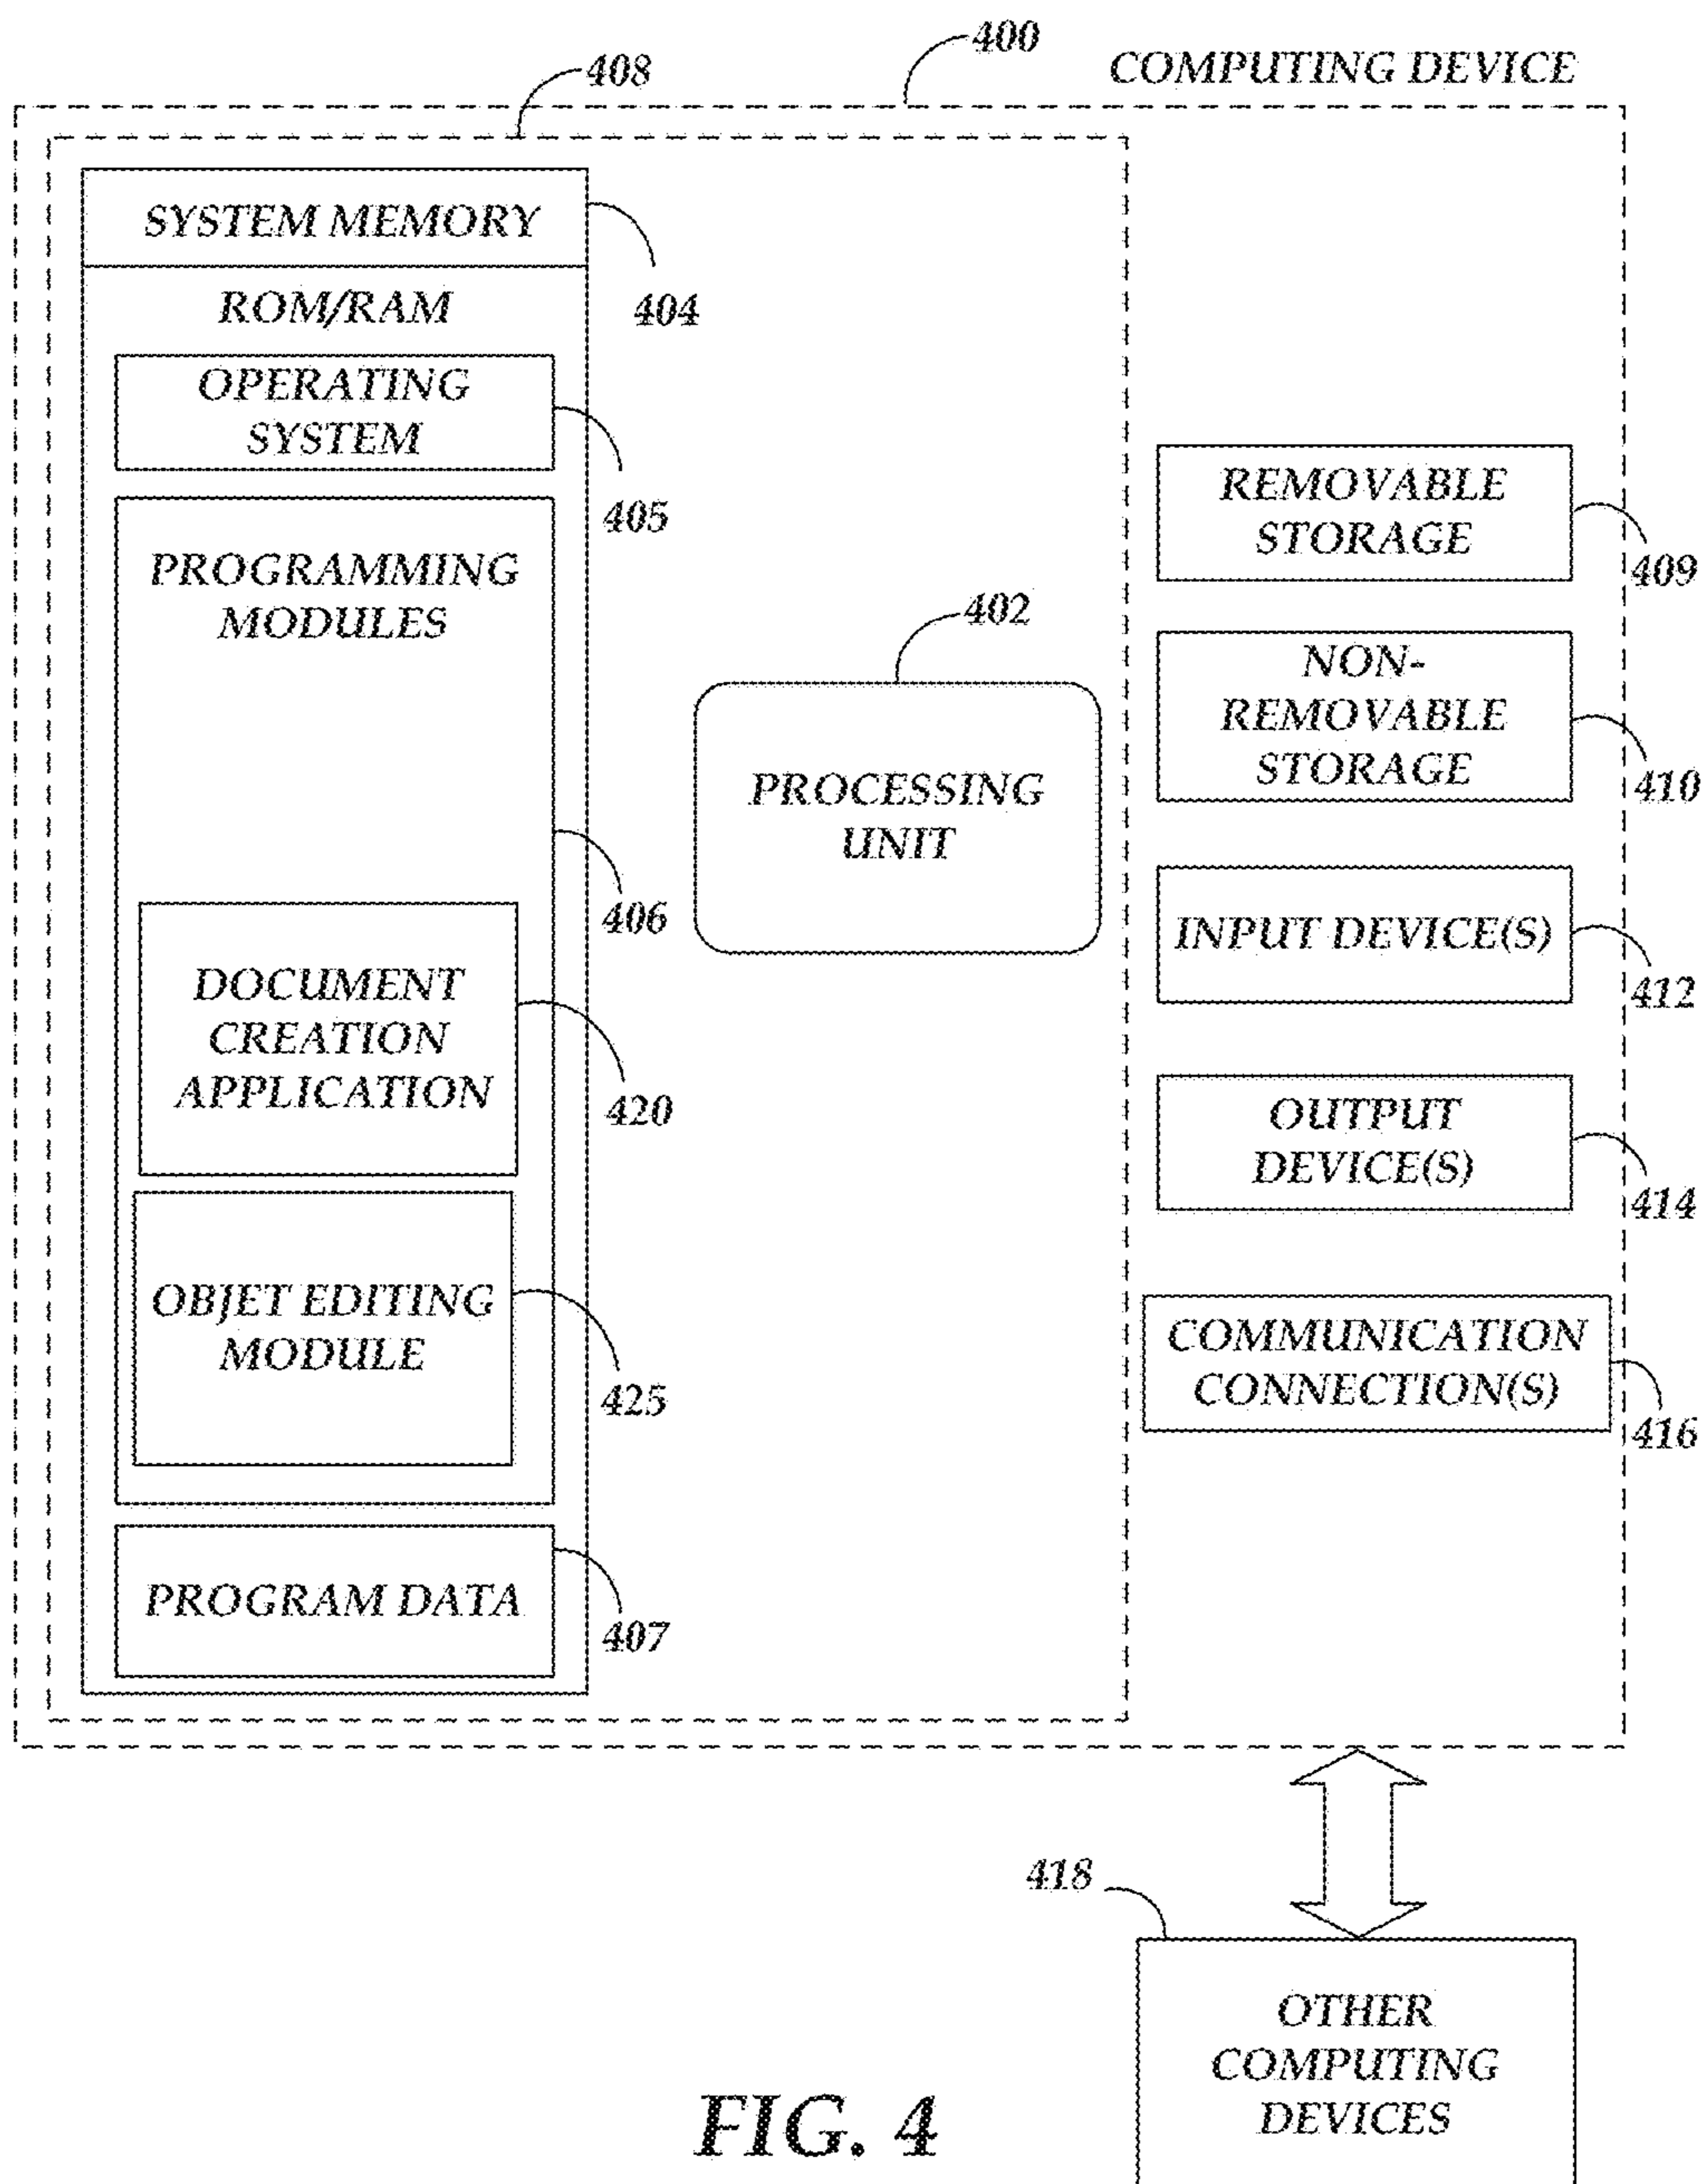 400
COMPUTING DEVICE
408
SYSTEM MEMORY
404
ROM/RAM
OPERATING
SYSTEM
405
PROGRAMMING
MODULES
406
DOCUMENT
CREATION
APPLICATION
420
OBJET EDITING
MODULE
425
PROGRAM DATA
407
402
PROCESSING
UNIT
REMOVABLE
STORAGE
409
NON-
REMOVABLE
STORAGE
410
INPUT DEVICE(S)
412
OUTPUT
DEVICE(S)
414
COMMUNICATION
CONNECTION(S)
416
418
OTHER
COMPUTING
DEVICES
FIG. 4